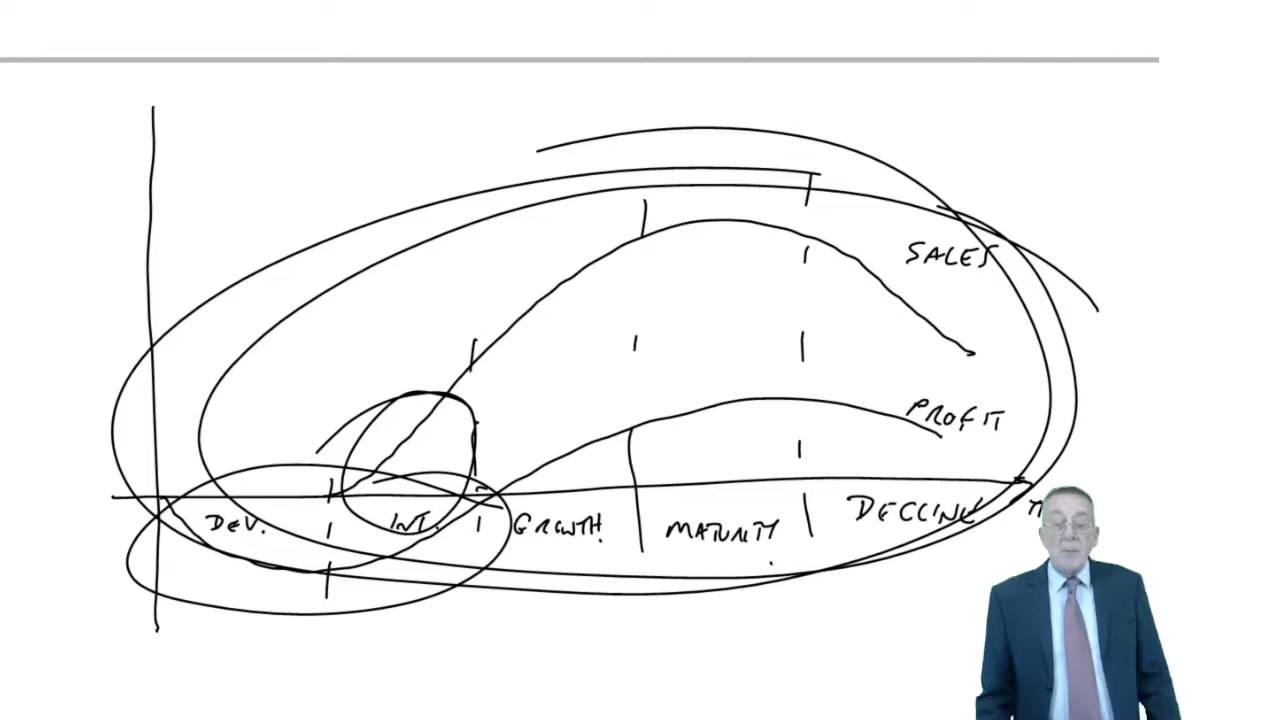 SALES
PROFIT
DEV. INT. GROWTH. MATURITY DECLINE